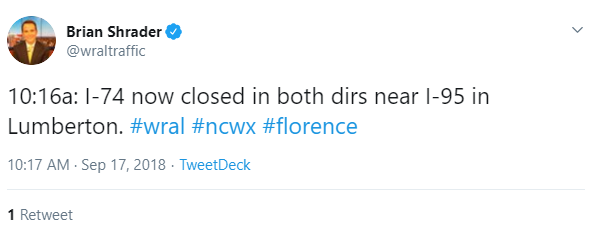 Brian Shrader
@wraltraffic
10:16a: I-74 now closed in both dirs near I-95 in
Lumberton. #wral #ncwx #florence
10:17 AM · Sep 17, 2018 · TweetDeck
1 Retweet